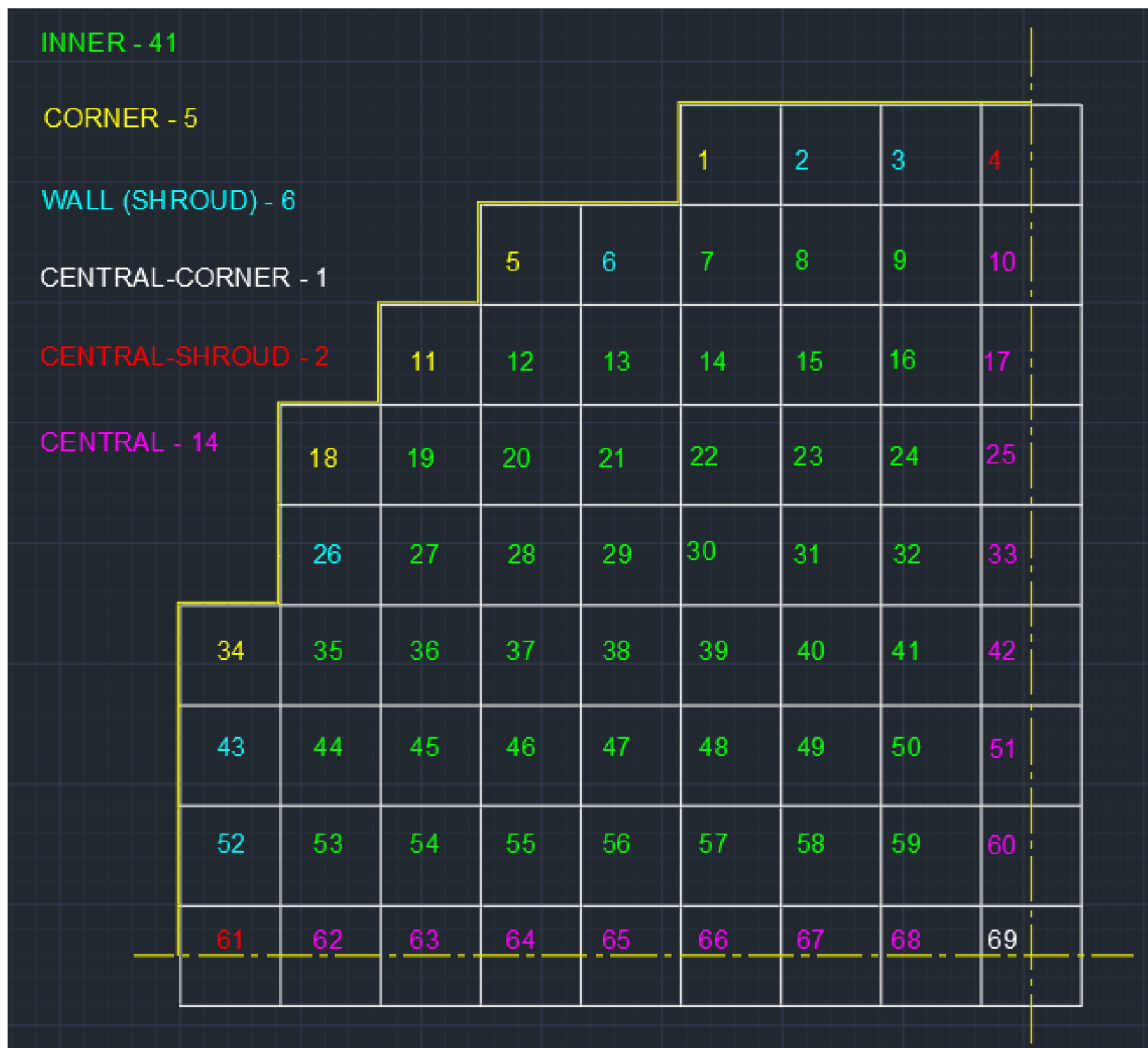 INNER - 41
CORNER - 5
1 2 3 4
WALL (SHROUD) - 6
5 6 7 8 9 10
CENTRAL-CORNER - 1
CENTRAL-SHROUD - 2
11 12 13 14 15 16 17
CENTRAL - 14
18 19 20 21 22 23 24 25
26 27 28 29 30 31 32 33
34 35 36 37 38 39 40 41 42
43 44 45 46 47 48 49 50 51
52 53 54 55 56 57 58 59 60
61 62 63 64 65 66 67 68 69